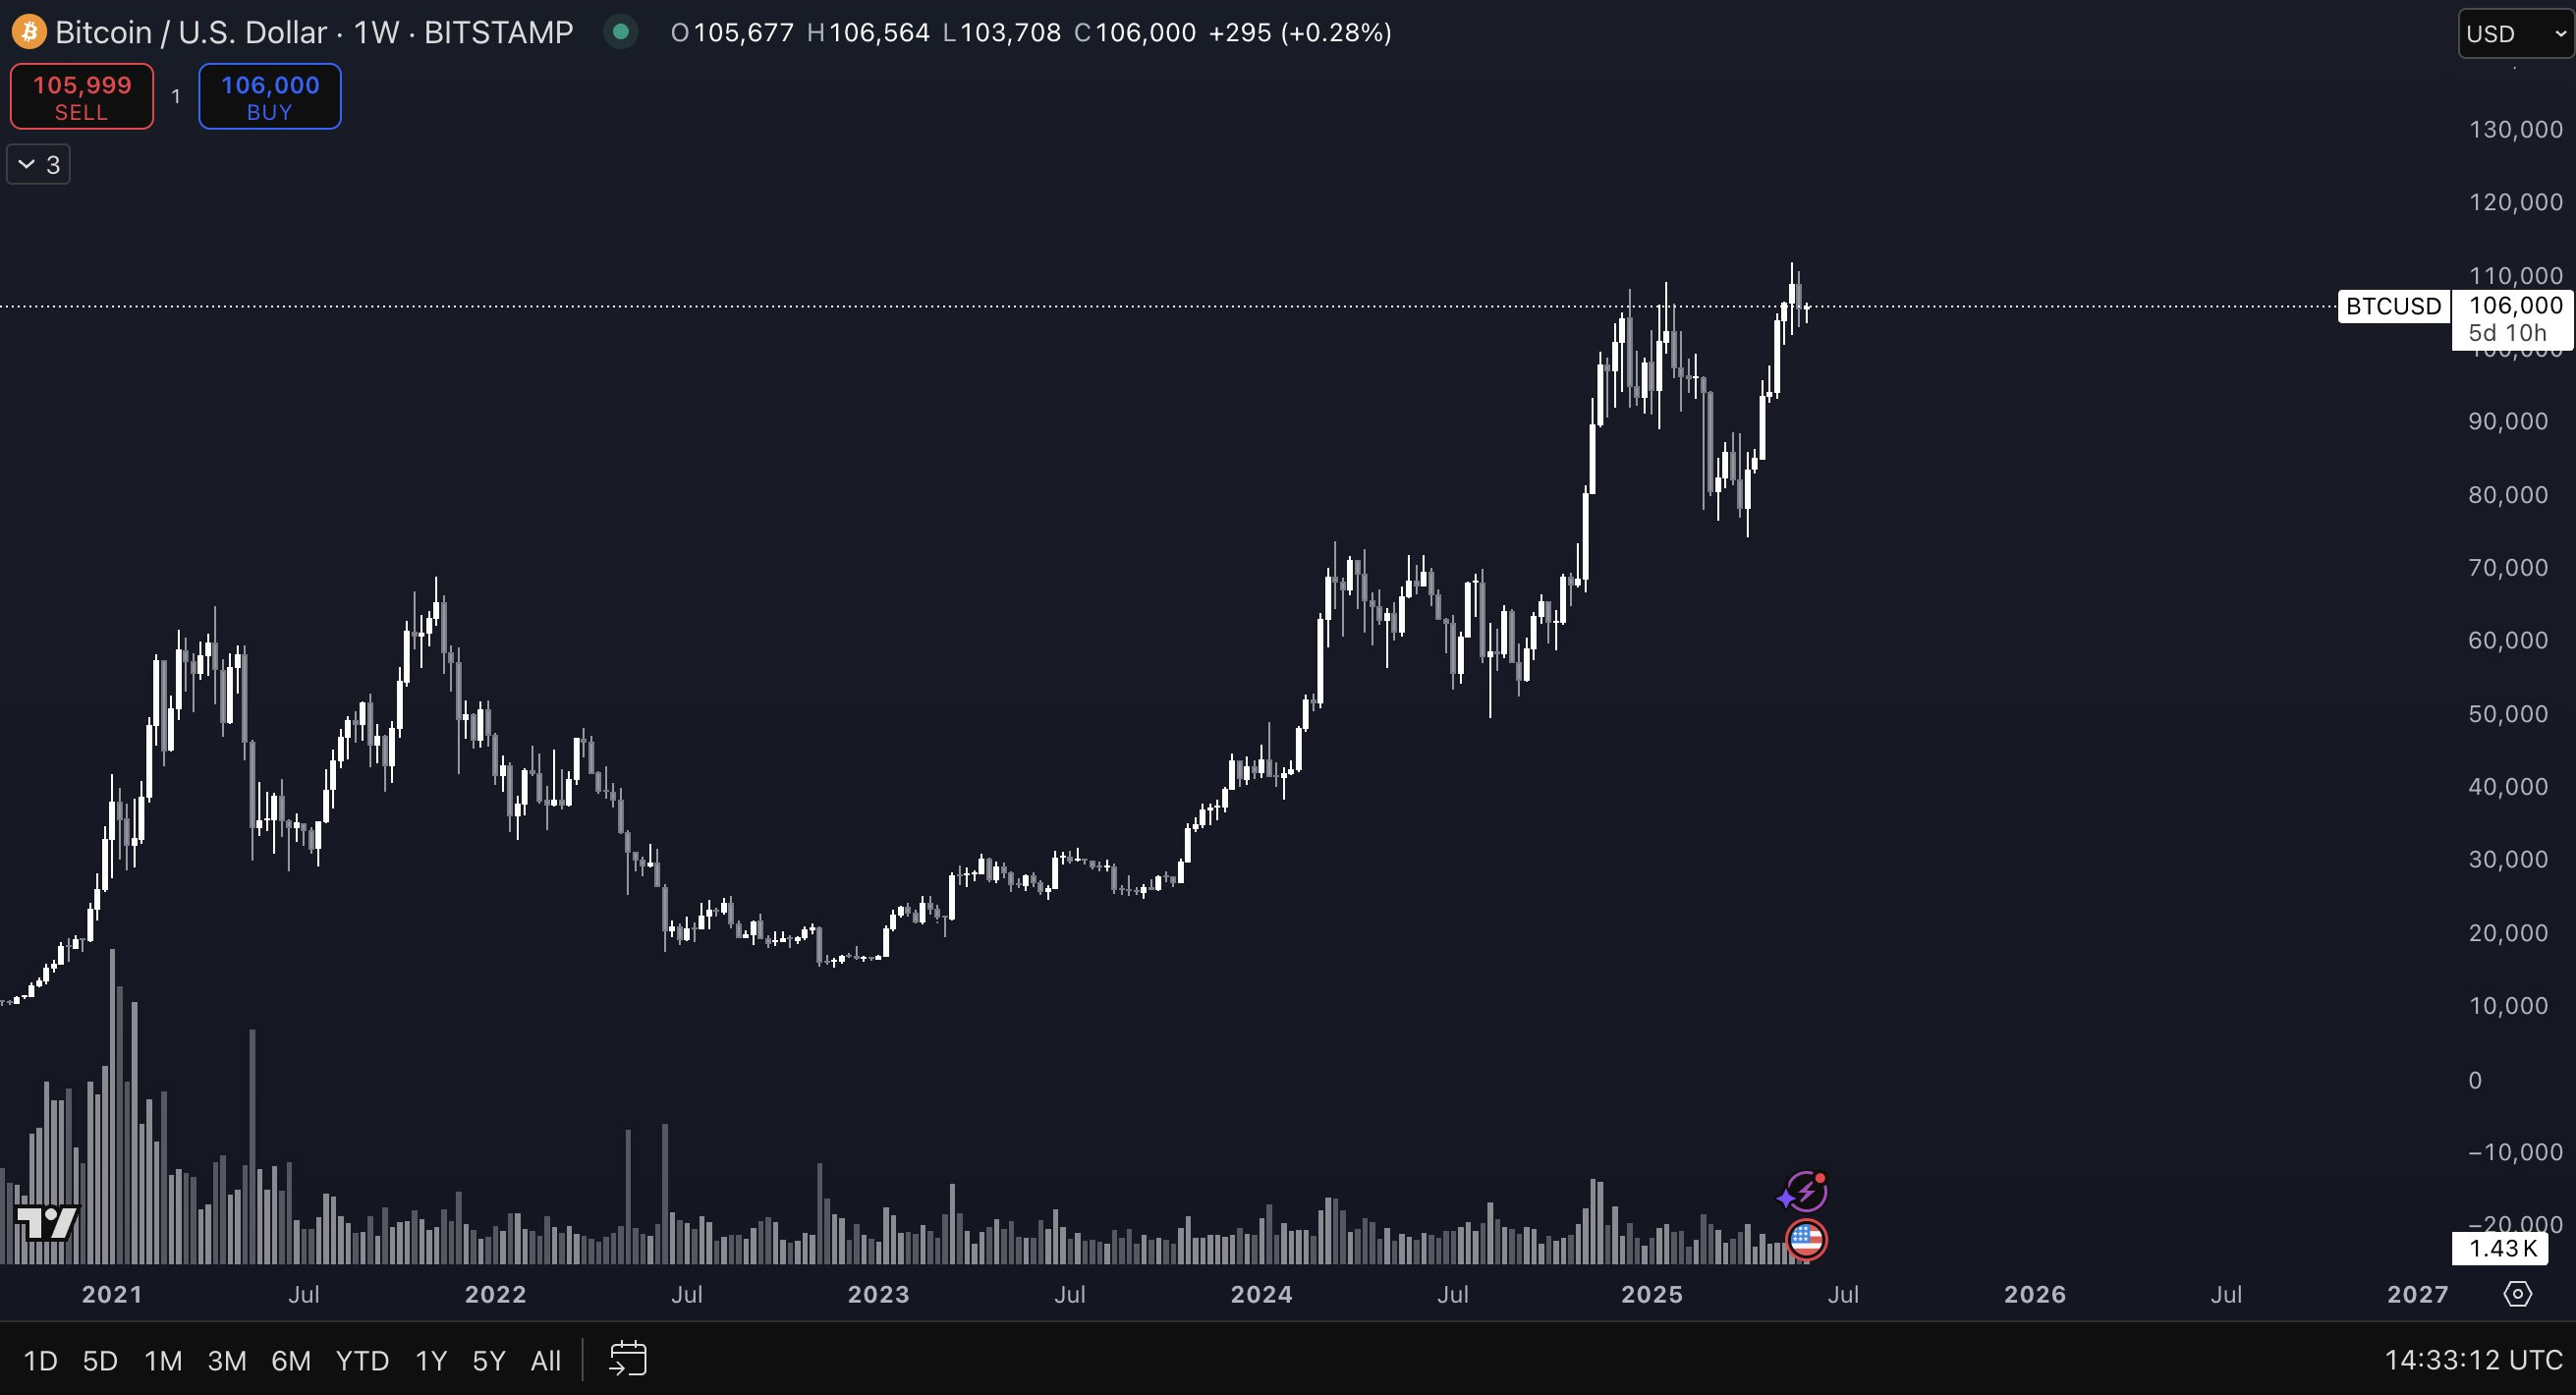 Bitcoin / U.S. Dollar · 1W · BITSTAMP O105,677 H106,564 L103,708 C106,000 +295 (+0.28%)
USD
105,999
SELL
1
106,000
BUY
3
130,000
120,000
110,000
BTCUSD 106,000
5d 10h
100,000
90,000
80,000
70,000
60,000
50,000
40,000
30,000
20,000
10,000
0
−10,000
−20,000
1.43 K
2021 Jul 2022 Jul 2023 Jul 2024 Jul 2025 Jul 2026 Jul 2027
1D 5D 1M 3M 6M YTD 1Y 5Y All
14:33:12 UTC